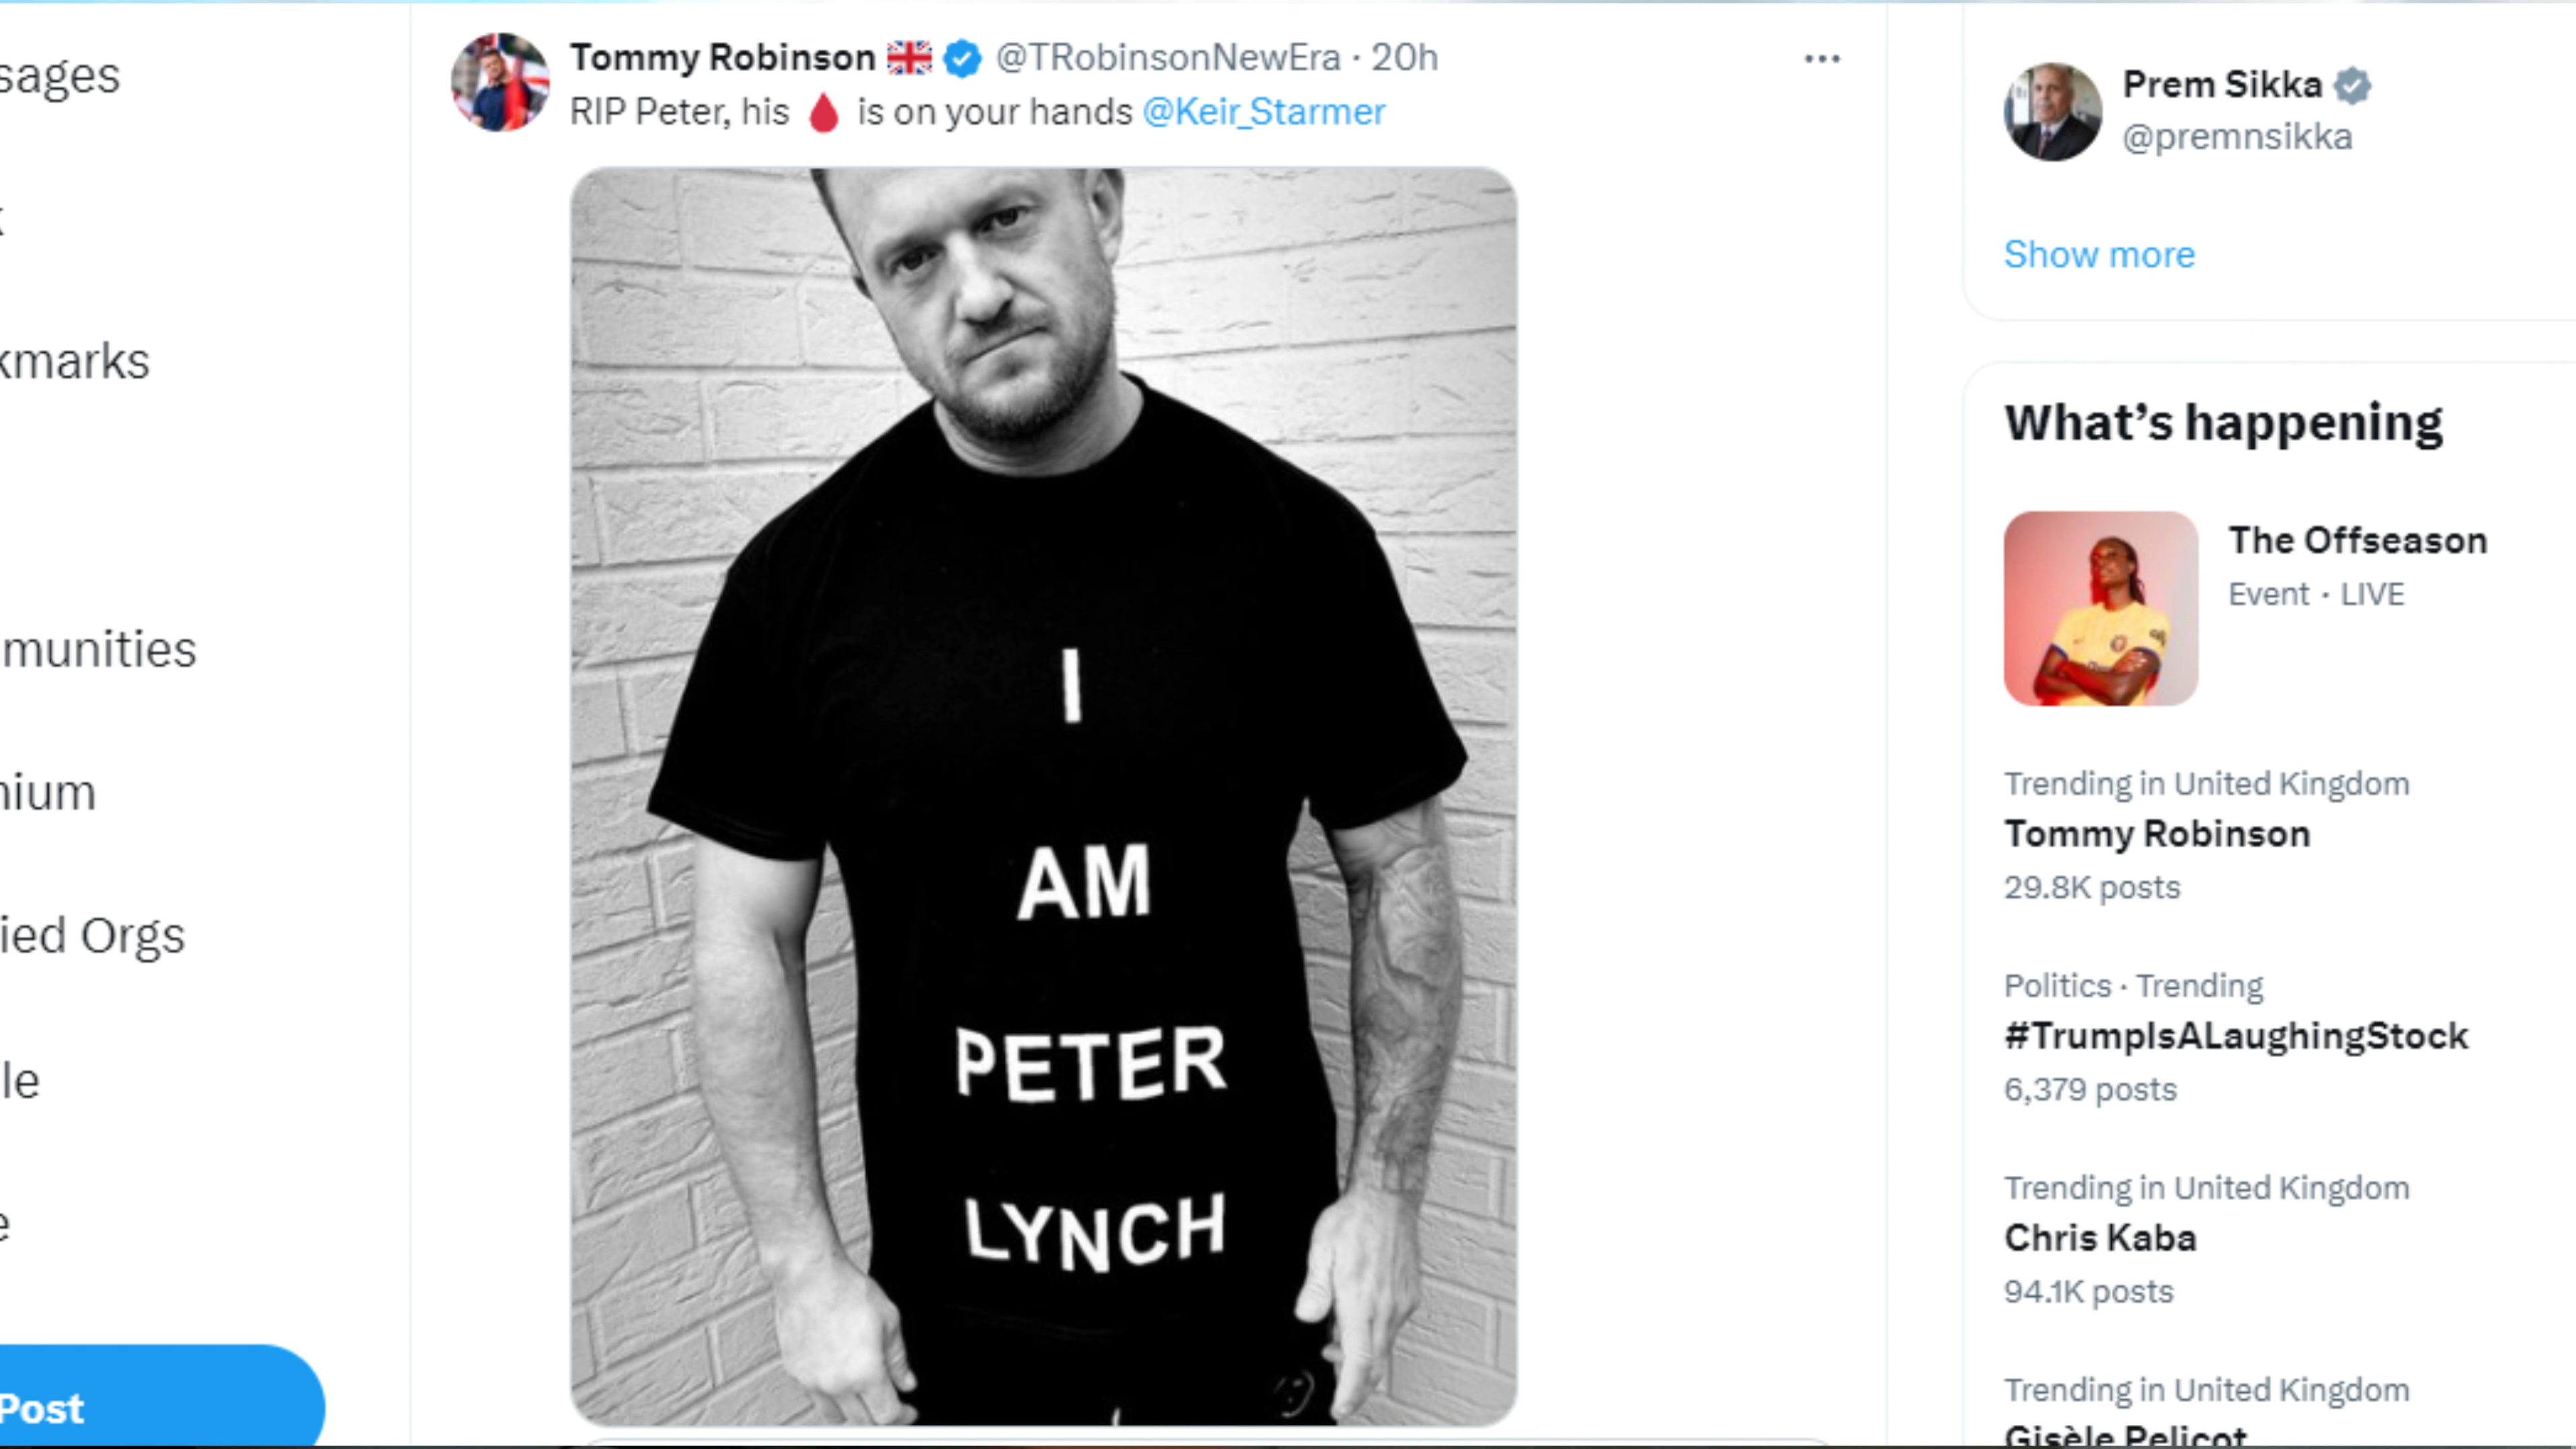 sages
kmarks
munities
nium
ied Orgs
le
e
Post
Tommy Robinson 🇬🇧 @TRobinsonNewEra · 20h
RIP Peter, his 🩸 is on your hands @Keir_Starmer
I
AM
PETER
LYNCH
Prem Sikka
@premnsikka
Show more
What's happening
The Offseason
Event · LIVE
Trending in United Kingdom
Tommy Robinson
29.8K posts
Politics · Trending
#TrumpIsALaughingStock
6,379 posts
Trending in United Kingdom
Chris Kaba
94.1K posts
Trending in United Kingdom
Gisèle Pelicot